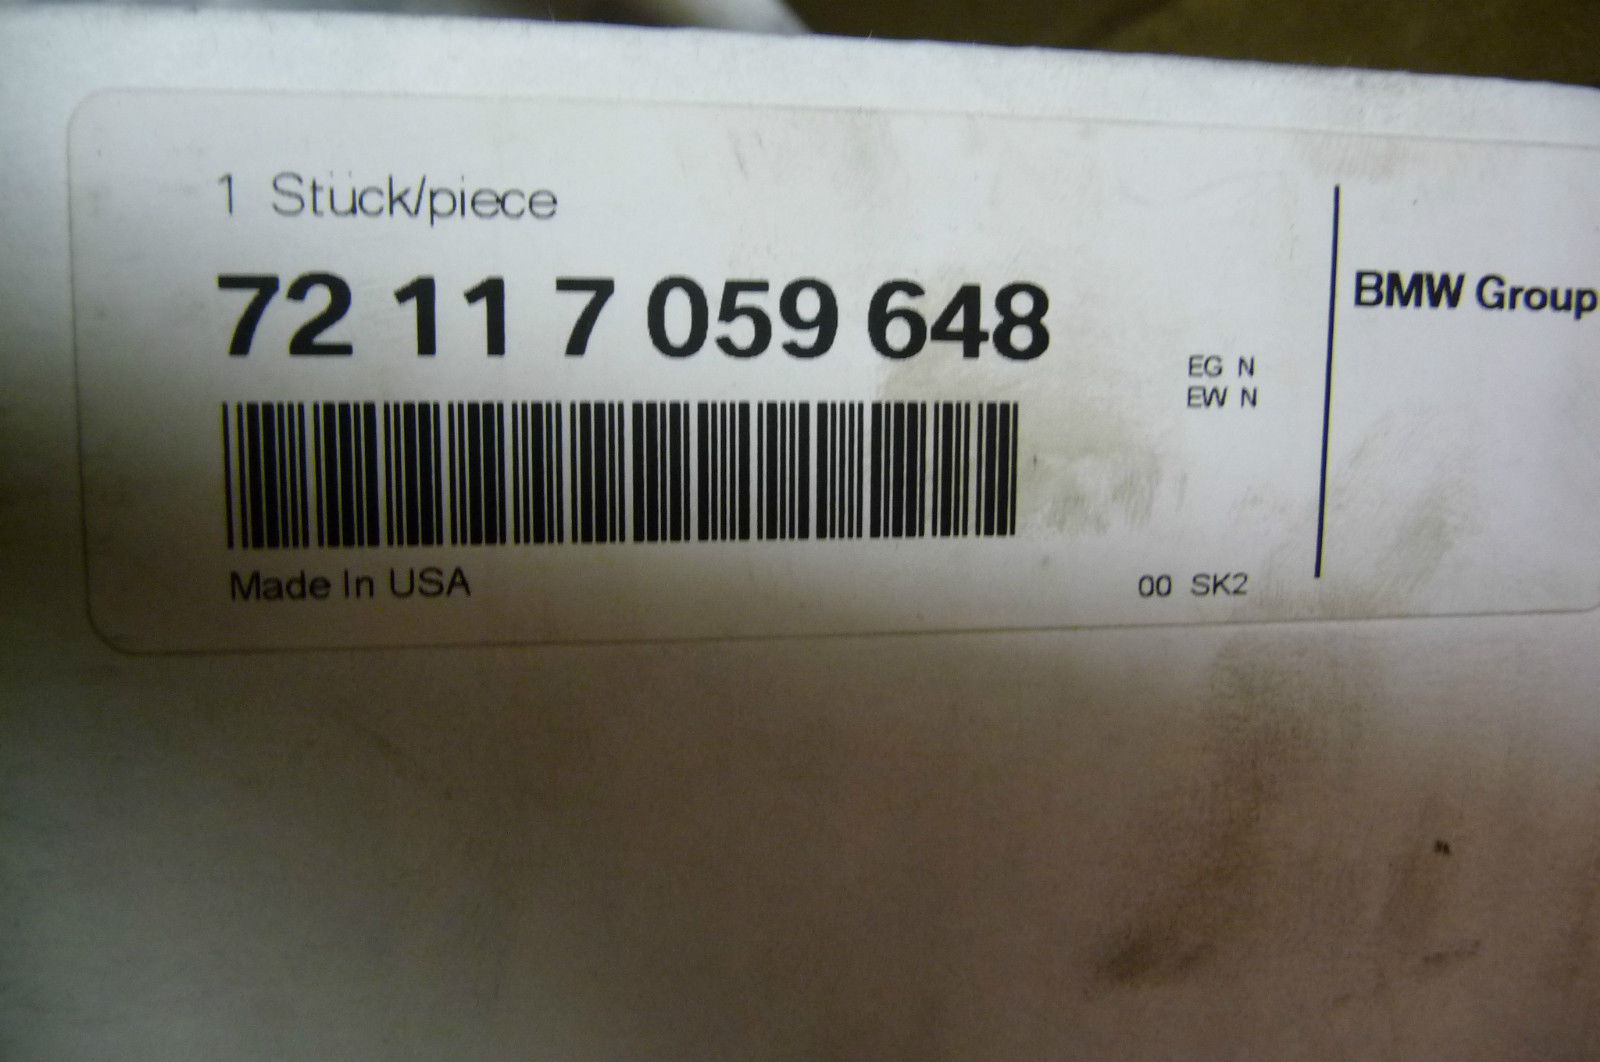 1 Stück/piece
72 11 7 059 648
BMW Group
EG N
EW N
Made In USA
00 SK2